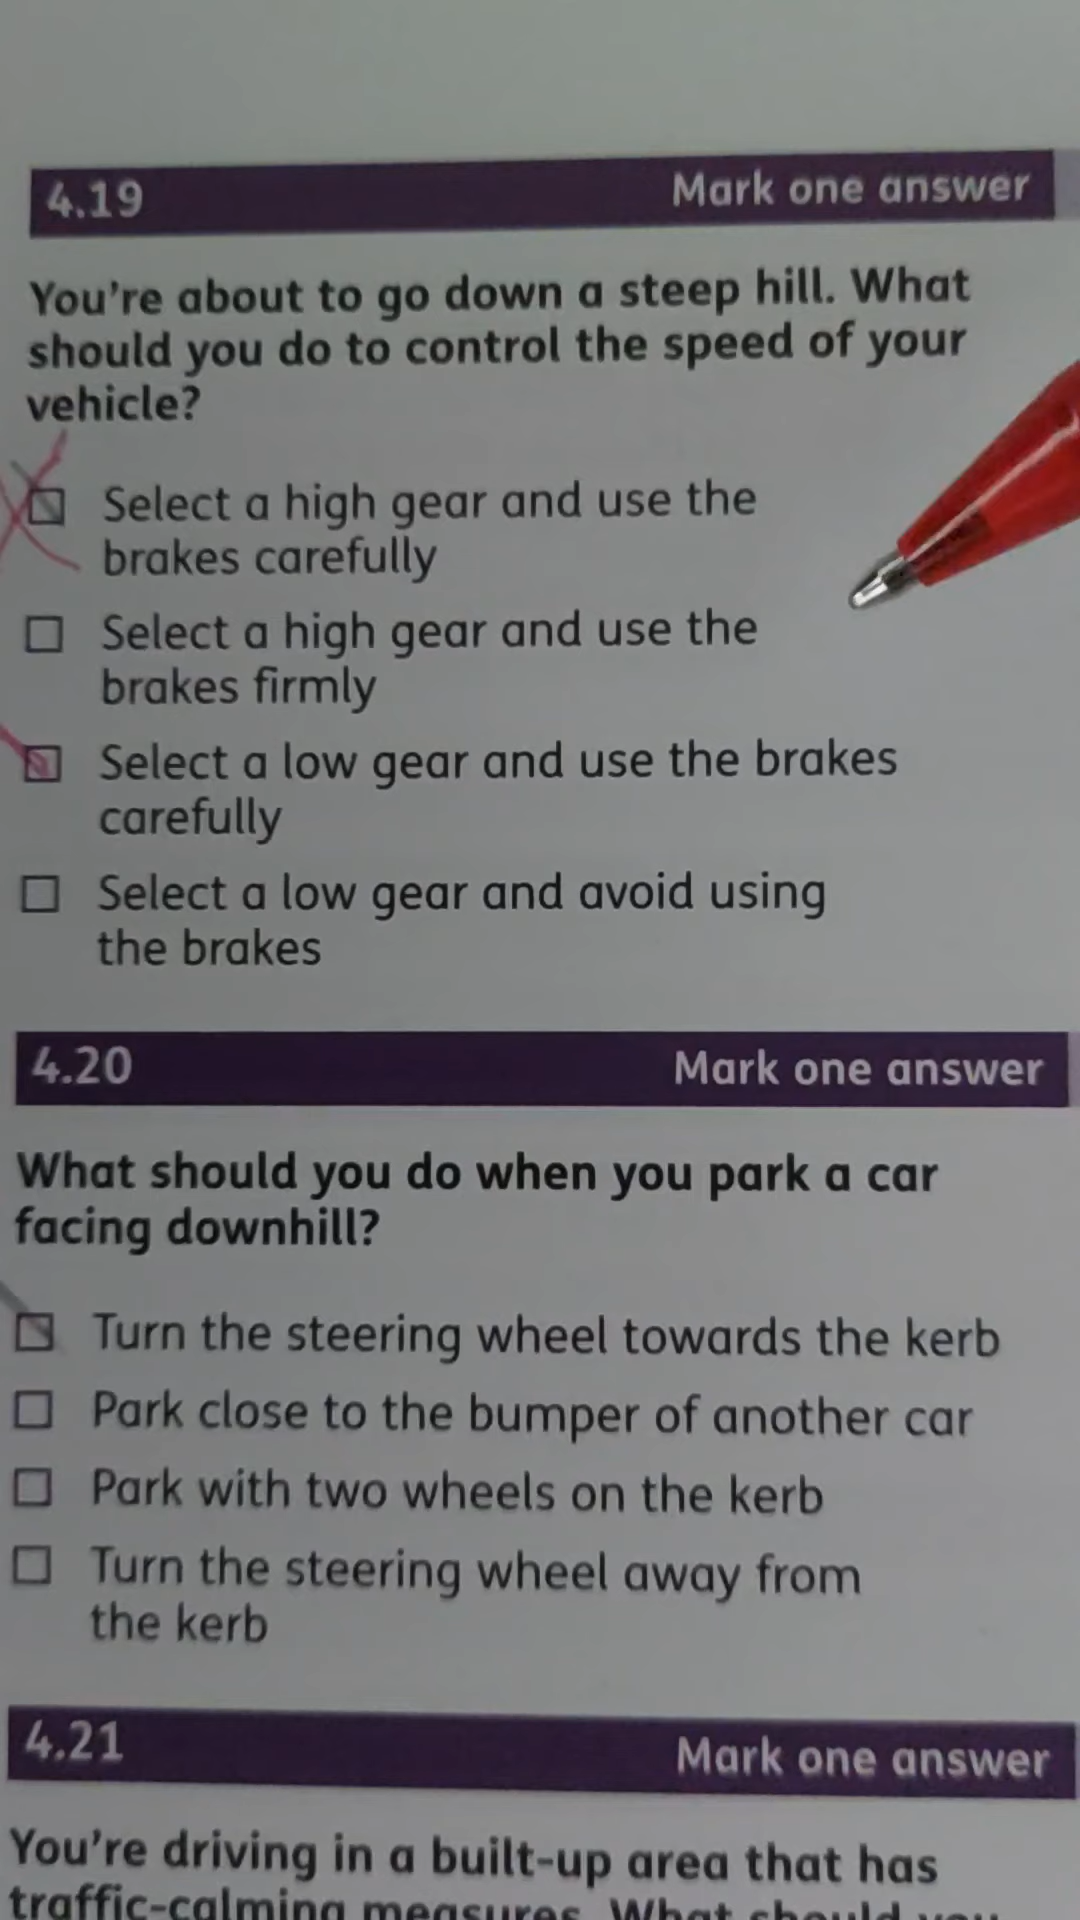 4.19 Mark one answer
You're about to go down a steep hill. What
should you do to control the speed of your
vehicle?
Select a high gear and use the
brakes carefully
Select a high gear and use the
brakes firmly
Select a low gear and use the brakes
carefully
Select a low gear and avoid using
the brakes
4.20 Mark one answer
What should you do when you park a car
facing downhill?
Turn the steering wheel towards the kerb
Park close to the bumper of another car
Park with two wheels on the kerb
Turn the steering wheel away from
the kerb
4.21 Mark one answer
You're driving in a built-up area that has
traffic-calming measures. What should you